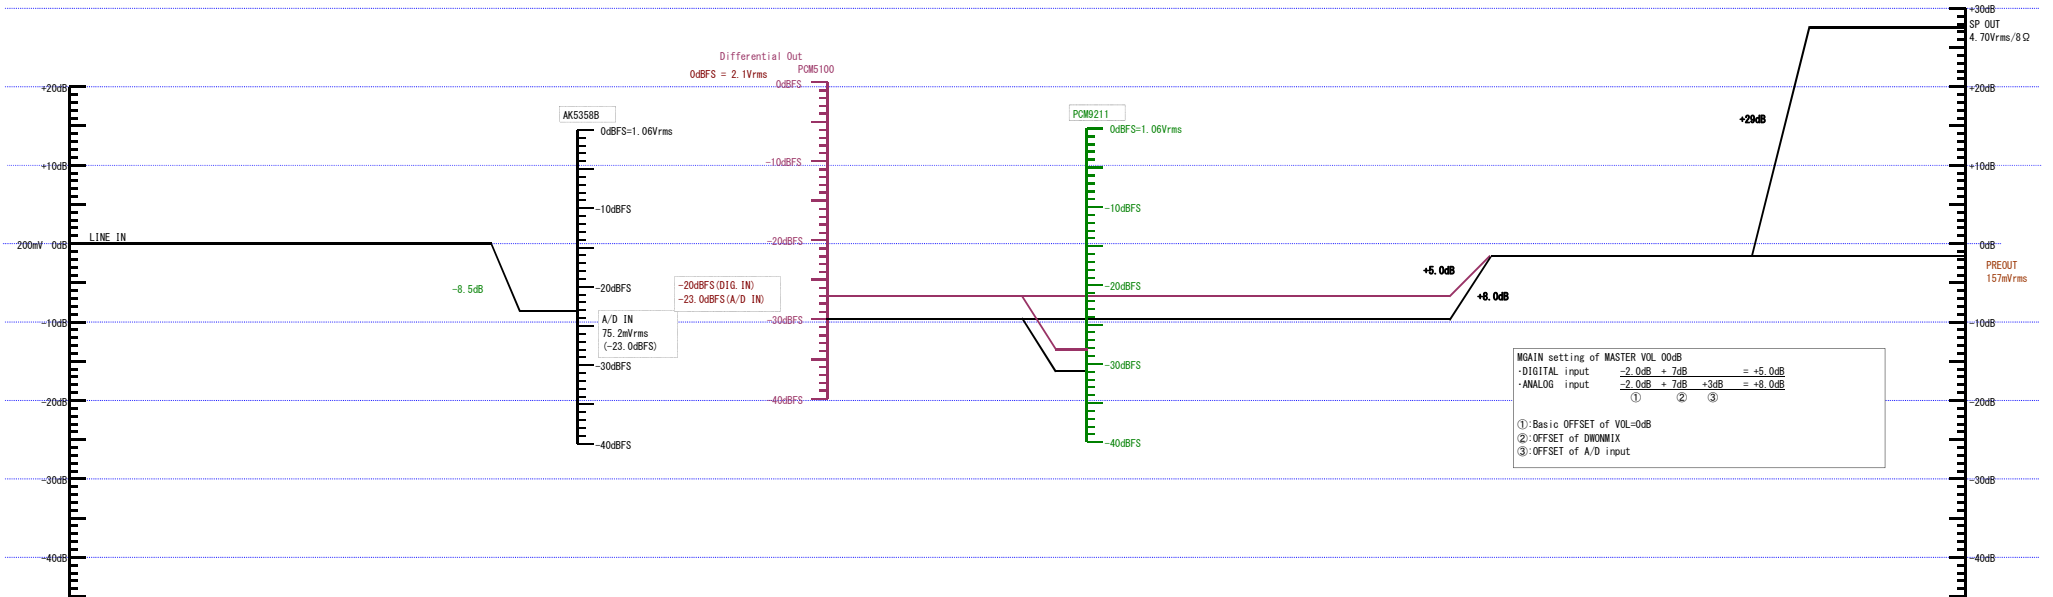 +20dB
+10dB
200mV 0dB
LINE IN
-10dB
-20dB
-30dB
-40dB
-8.5dB
AK5358B
0dBFS=1.06Vrms
-10dBFS
-20dBFS
A/D IN
75.2mVrms
(-23.0dBFS)
-30dBFS
-40dBFS
Differential Out
PCM5100
0dBFS = 2.1Vrms
0dBFS
-10dBFS
-20dBFS
-20dBFS(DIG.IN)
-23.0dBFS(A/D IN)
-30dBFS
-40dBFS
PCM9211
0dBFS=1.06Vrms
-10dBFS
-20dBFS
-30dBFS
-40dBFS
+5.0dB
+8.0dB
+29dB
MGAIN setting of MASTER VOL 00dB
・DIGITAL input -2.0dB + 7dB = +5.0dB
・ANALOG input -2.0dB + 7dB +3dB = +8.0dB
① ② ③
①:Basic OFFSET of VOL=0dB
②:OFFSET of DWONMIX
③:OFFSET of A/D input
+30dB
SP OUT
4.70Vrms/8Ω
+20dB
+10dB
0dB
PREOUT
157mVrms
-10dB
-20dB
-30dB
-40dB